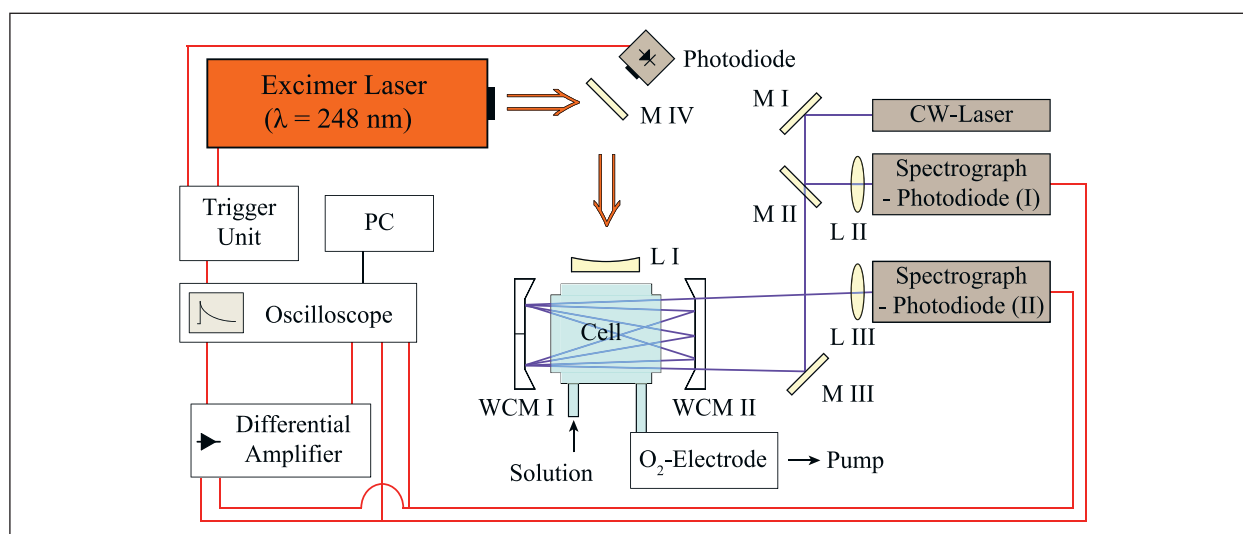 Excimer Laser
(λ = 248 nm)
Photodiode
M IV
M I
CW-Laser
Spectrograph
- Photodiode (I)
M II
L II
Trigger
Unit
PC
L I
Spectrograph
- Photodiode (II)
Oscilloscope
Cell
L III
M III
WCM I
WCM II
Differential
Amplifier
Solution
O₂-Electrode
Pump